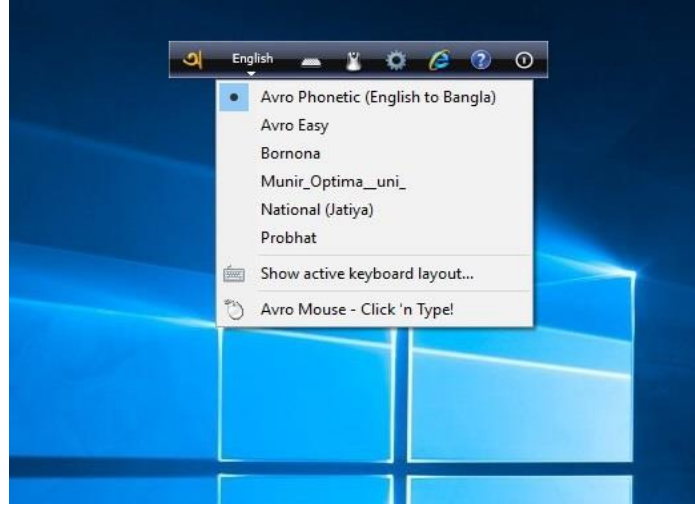 অ English
Avro Phonetic (English to Bangla)
Avro Easy
Bornona
Munir_Optima__uni_
National (Jatiya)
Probhat
Show active keyboard layout...
Avro Mouse - Click 'n Type!